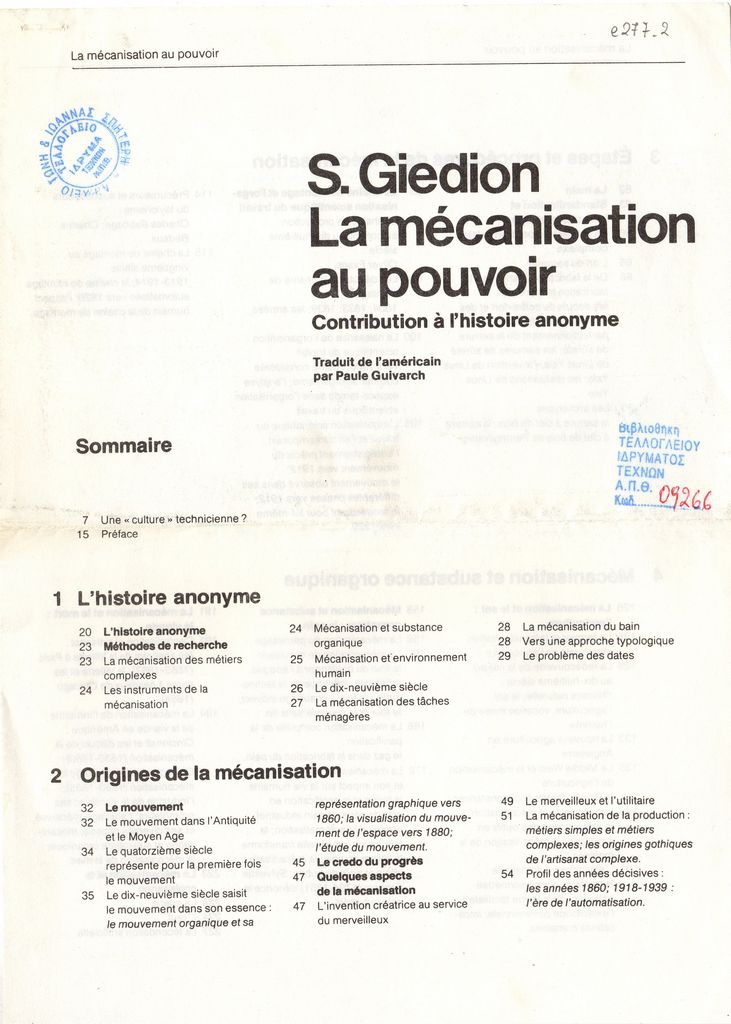 e277-2
La mécanisation au pouvoir
ΤΩΝΗ & ΙΩΑΝΝΑΣ ΣΠΗΤΕΡΗ
ΤΕΛΛΟΓΛΕΙΟ
ΙΔΡΥΜΑ
ΤΕΧΝΩΝ
S. Giedion
La mécanisation
au pouvoir
Contribution à l'histoire anonyme
Traduit de l'américain
par Paule Guivarch
Βιβλιοθήκη
ΤΕΛΛΟΓΛΕΙΟΥ
ΙΔΡΥΜΑΤΟΣ
ΤΕΧΝΩΝ
Α.Π.Θ.
Κωδ. 09266
Sommaire
7 Une « culture » technicienne ?
15 Préface
1 L'histoire anonyme
20 L'histoire anonyme
23 Méthodes de recherche
23 La mécanisation des métiers
complexes
24 Les instruments de la
mécanisation
24 Mécanisation et substance
organique
25 Mécanisation et environnement
humain
26 Le dix-neuvième siècle
27 La mécanisation des tâches
ménagères
28 La mécanisation du bain
28 Vers une approche typologique
29 Le problème des dates
2 Origines de la mécanisation
32 Le mouvement
32 Le mouvement dans l'Antiquité
et le Moyen Age
34 Le quatorzième siècle
représente pour la première fois
le mouvement
35 Le dix-neuvième siècle saisit
le mouvement dans son essence :
le mouvement organique et sa
représentation graphique vers
1860; la visualisation du mouve-
ment de l'espace vers 1880;
l'étude du mouvement.
45 Le credo du progrès
47 Quelques aspects
de la mécanisation
47 L'invention créatrice au service
du merveilleux
49 Le merveilleux et l'utilitaire
51 La mécanisation de la production :
métiers simples et métiers
complexes; les origines gothiques
de l'artisanat complexe.
54 Profil des années décisives :
les années 1860; 1918-1939 :
l'ère de l'automatisation.